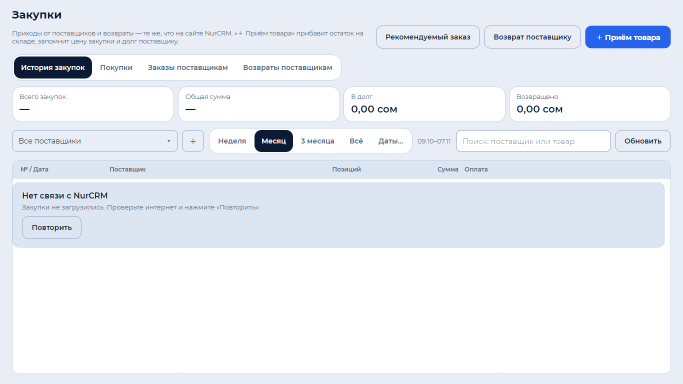 Закупки
Приходы от поставщиков и возвраты — те же, что на сайте NurCRM. «+ Приём товара» прибавит остаток на
складе, запомнит цену закупки и долг поставщику.
Рекомендуемый заказ
Возврат поставщику
+ Приём товара
История закупок
Покупки
Заказы поставщикам
Возвраты поставщикам
Всего закупок
—
Общая сумма
—
В долг
0,00 сом
Возвращено
0,00 сом
Все поставщики
+
Неделя
Месяц
3 месяца
Всё
Даты...
09.10–07.11
Поиск: поставщик или товар
Обновить
№ / Дата
Поставщик
Позиций
Сумма
Оплата
Нет связи с NurCRM
Закупки не загрузились. Проверьте интернет и нажмите «Повторить».
Повторить